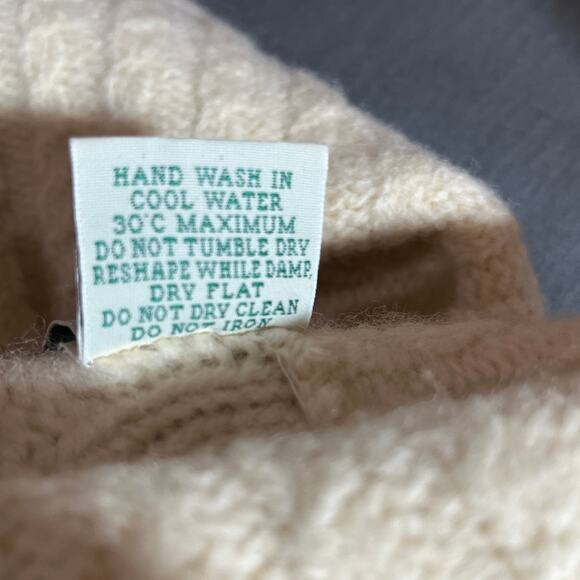 HAND WASH IN
COOL WATER
30°C MAXIMUM
DO NOT TUMBLE DRY
RESHAPE WHILE DAMP,
DRY FLAT
DO NOT DRY CLEAN
DO NOT IRON